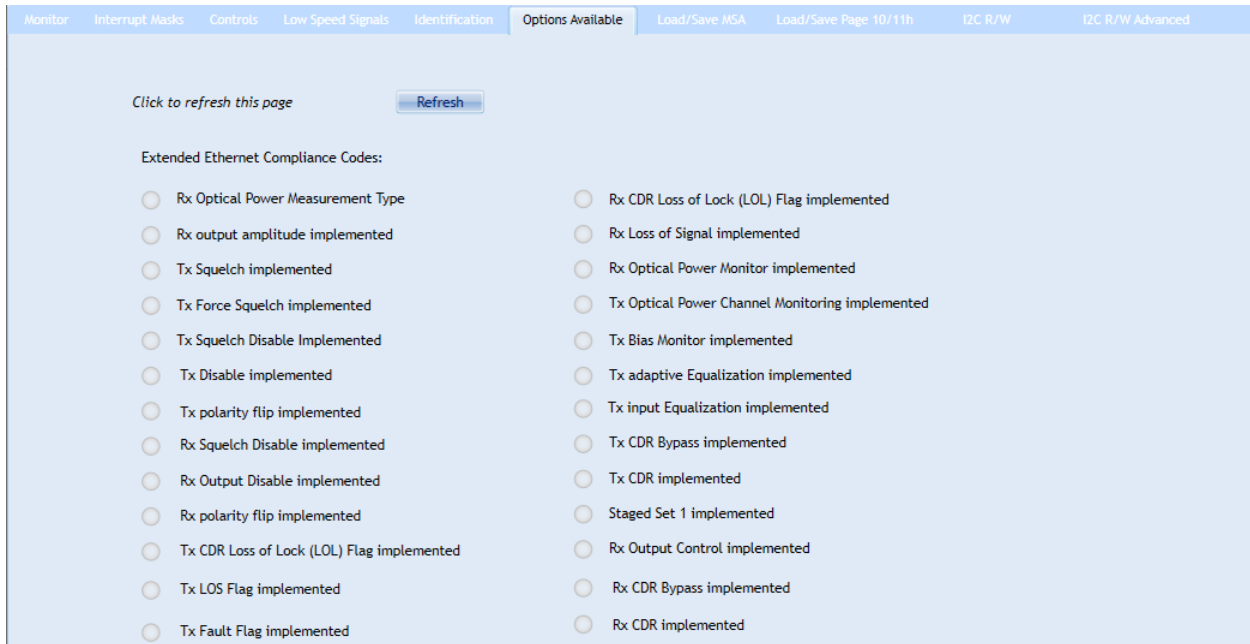 Monitor Interrupt Masks Controls Low Speed Signals Identification Options Available Load/Save MSA Load/Save Page 10/11h I2C R/W I2C R/W Advanced
Click to refresh this page Refresh
Extended Ethernet Compliance Codes:
Rx Optical Power Measurement Type
Rx output amplitude implemented
Tx Squelch implemented
Tx Force Squelch implemented
Tx Squelch Disable Implemented
Tx Disable implemented
Tx polarity flip implemented
Rx Squelch Disable implemented
Rx Output Disable implemented
Rx polarity flip implemented
Tx CDR Loss of Lock (LOL) Flag implemented
Tx LOS Flag implemented
Tx Fault Flag implemented
Rx CDR Loss of Lock (LOL) Flag implemented
Rx Loss of Signal implemented
Rx Optical Power Monitor implemented
Tx Optical Power Channel Monitoring implemented
Tx Bias Monitor implemented
Tx adaptive Equalization implemented
Tx input Equalization implemented
Tx CDR Bypass implemented
Tx CDR implemented
Staged Set 1 implemented
Rx Output Control implemented
Rx CDR Bypass implemented
Rx CDR implemented